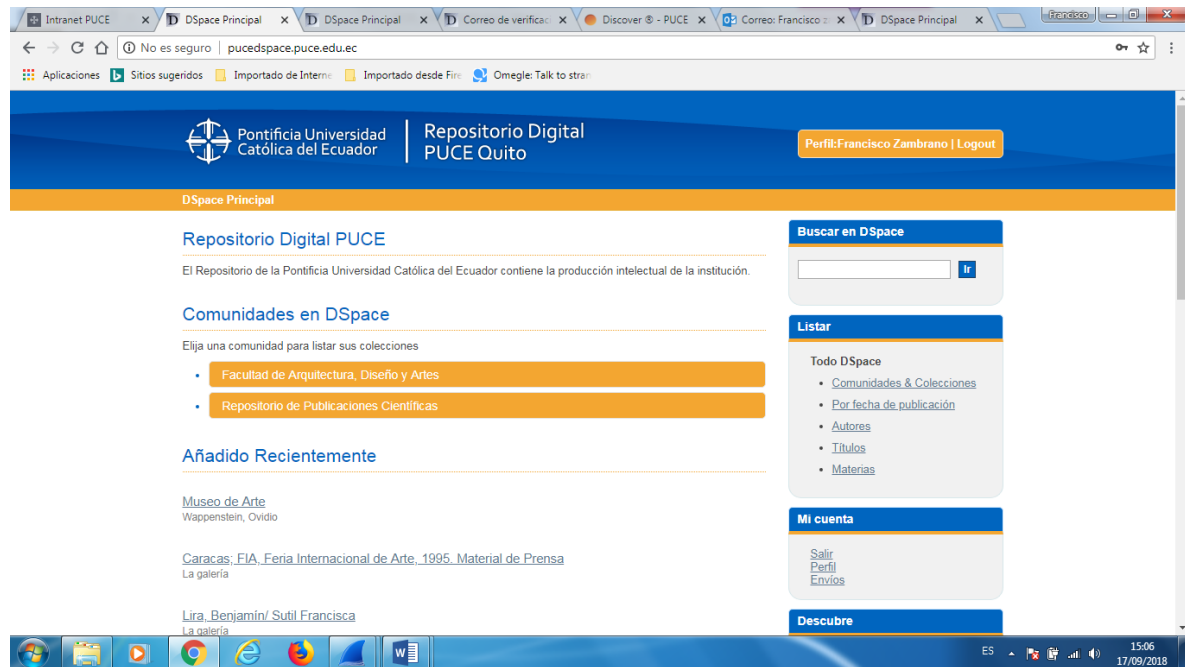 Intranet PUCE
DSpace Principal
DSpace Principal
Correo de verificac
Discover ® - PUCE
Correo: Francisco z
DSpace Principal
Francisco
No es seguro | pucedspace.puce.edu.ec
Aplicaciones
Sitios sugeridos
Importado de Interne
Importado desde Fire
Omegle: Talk to stran
Pontificia Universidad
Católica del Ecuador
Repositorio Digital
PUCE Quito
Perfil:Francisco Zambrano | Logout
DSpace Principal
Repositorio Digital PUCE
El Repositorio de la Pontificia Universidad Católica del Ecuador contiene la producción intelectual de la institución.
Comunidades en DSpace
Elija una comunidad para listar sus colecciones
Facultad de Arquitectura, Diseño y Artes
Repositorio de Publicaciones Científicas
Añadido Recientemente
Museo de Arte
Wappenstein, Ovidio
Caracas; FIA, Feria Internacional de Arte, 1995. Material de Prensa
La galería
Lira, Benjamín/ Sutil Francisca
La galería
Buscar en DSpace
Ir
Listar
Todo DSpace
Comunidades & Colecciones
Por fecha de publicación
Autores
Títulos
Materias
Mi cuenta
Salir
Perfil
Envíos
Descubre
ES
15:06
17/09/2018